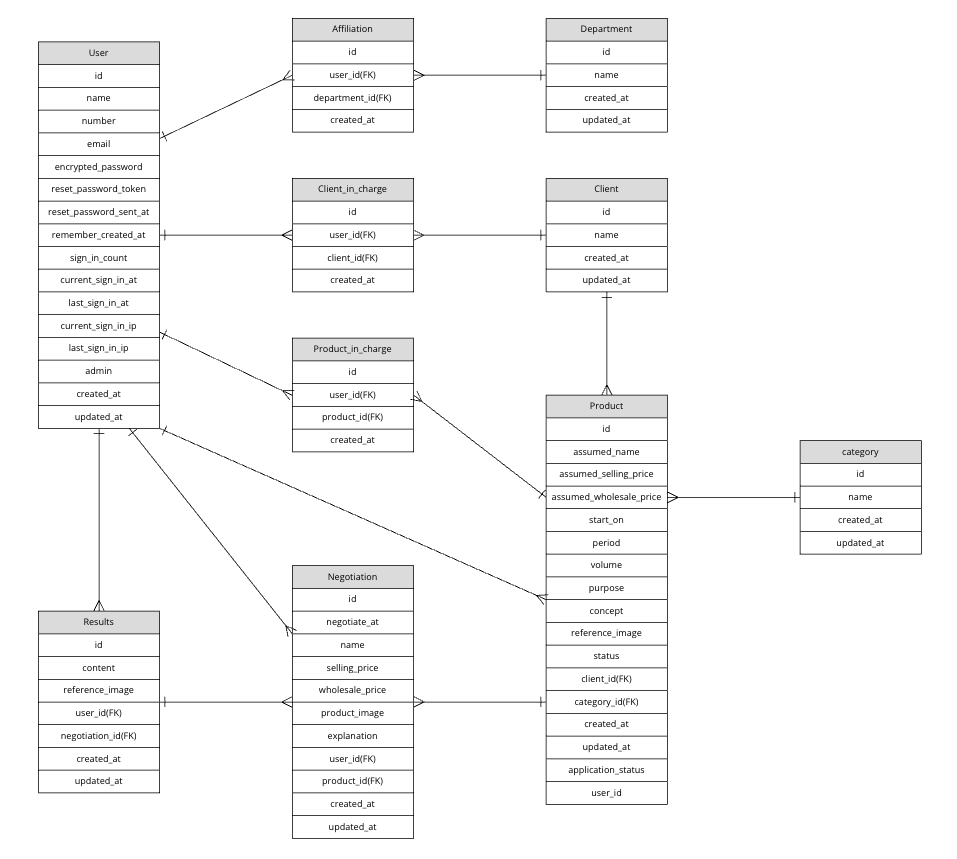 User
id
name
number
email
encrypted_password
reset_password_token
reset_password_sent_at
remember_created_at
sign_in_count
current_sign_in_at
last_sign_in_at
current_sign_in_ip
last_sign_in_ip
admin
created_at
updated_at
Affiliation
id
user_id(FK)
department_id(FK)
created_at
Department
id
name
created_at
updated_at
Client_in_charge
id
user_id(FK)
client_id(FK)
created_at
Client
id
name
created_at
updated_at
Product_in_charge
id
user_id(FK)
product_id(FK)
created_at
Product
id
assumed_name
assumed_selling_price
assumed_wholesale_price
start_on
period
volume
purpose
concept
reference_image
status
client_id(FK)
category_id(FK)
created_at
updated_at
application_status
user_id
category
id
name
created_at
updated_at
Results
id
content
reference_image
user_id(FK)
negotiation_id(FK)
created_at
updated_at
Negotiation
id
negotiate_at
name
selling_price
wholesale_price
product_image
explanation
user_id(FK)
product_id(FK)
created_at
updated_at